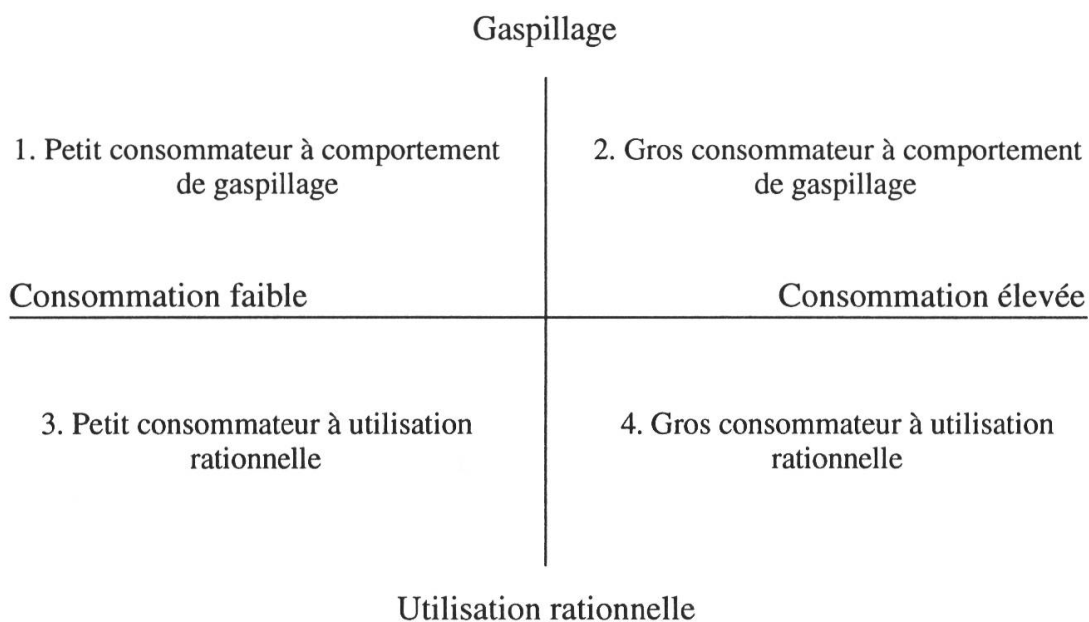 Gaspillage
1. Petit consommateur à comportement
de gaspillage
2. Gros consommateur à comportement
de gaspillage
Consommation faible
Consommation élevée
3. Petit consommateur à utilisation
rationnelle
4. Gros consommateur à utilisation
rationnelle
Utilisation rationnelle